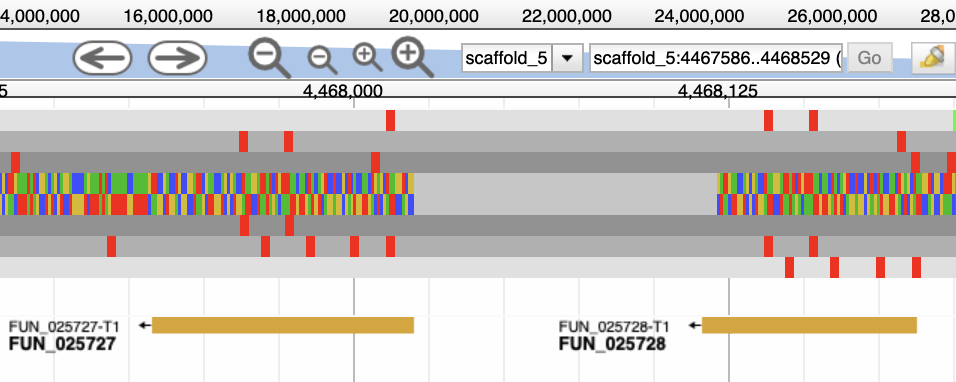 4,000,000 16,000,000 18,000,000 20,000,000 22,000,000 24,000,000 26,000,000 28,0
scaffold_5 scaffold_5:4467586..4468529 ( Go
5 4,468,000 4,468,125
FUN_025727-T1 FUN_025728-T1
FUN_025727 FUN_025728